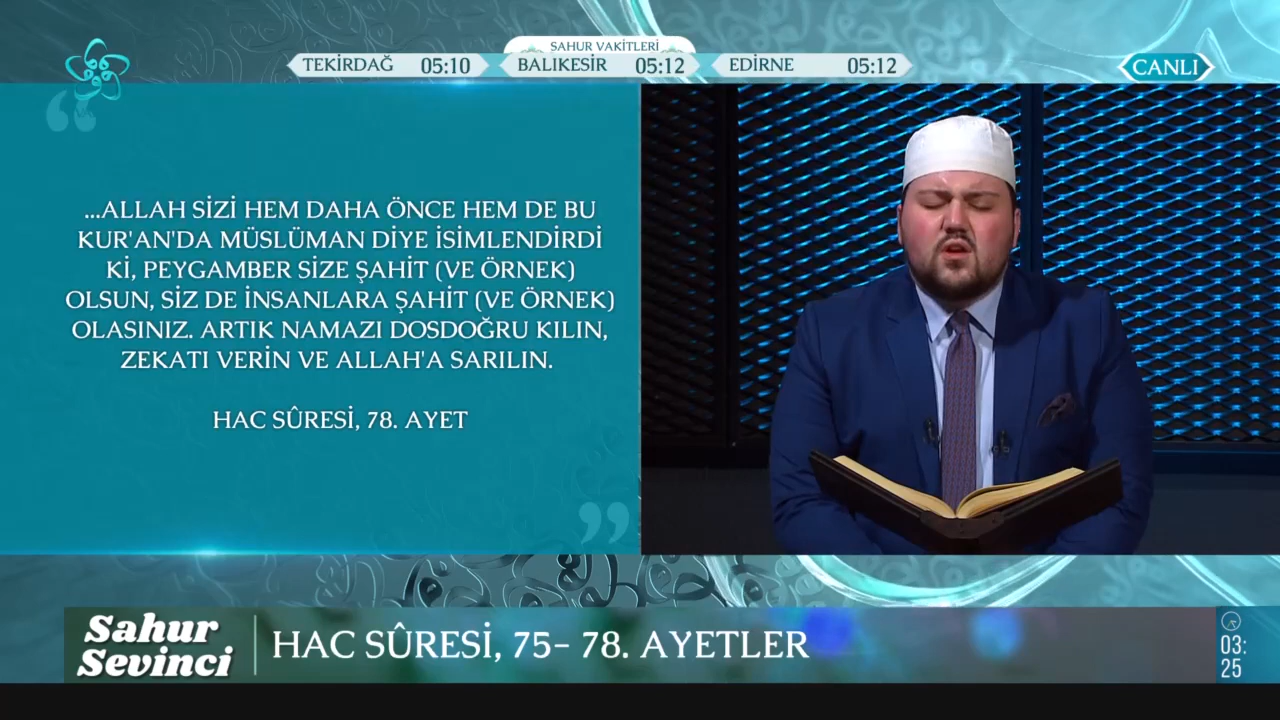 SAHUR VAKİTLERİ
TEKİRDAĞ 05:10 BALIKESİR 05:12 EDİRNE 05:12
CANLI
...ALLAH SİZİ HEM DAHA ÖNCE HEM DE BU
KUR'AN'DA MÜSLÜMAN DİYE İSİMLENDİRDİ
Kİ, PEYGAMBER SİZE ŞAHİT (VE ÖRNEK)
OLSUN, SİZ DE İNSANLARA ŞAHİT (VE ÖRNEK)
OLASINIZ. ARTIK NAMAZI DOSDOĞRU KILIN,
ZEKATI VERİN VE ALLAH'A SARILIN.
HAC SÛRESİ, 78. AYET
Sahur
Sevinci
HAC SÛRESİ, 75- 78. AYETLER
03:
25